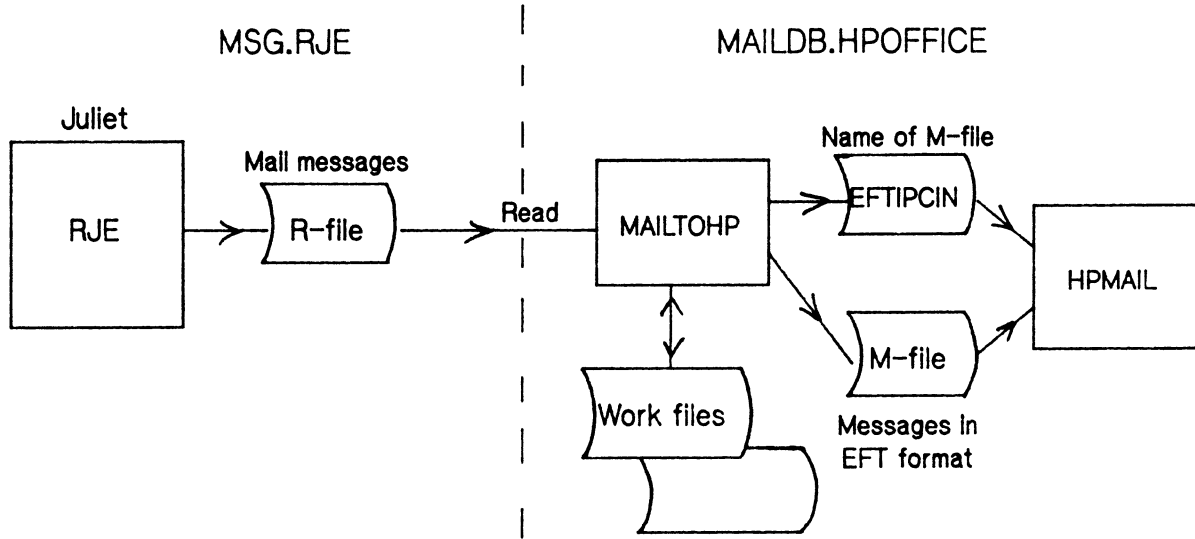 MSG.RJE
MAILDB.HPOFFICE
Juliet
RJE
Mail messages
R-file
Read
MAILTOHP
Name of M-file
EFTIPCIN
HPMAIL
M-file
Messages in
EFT format
Work files